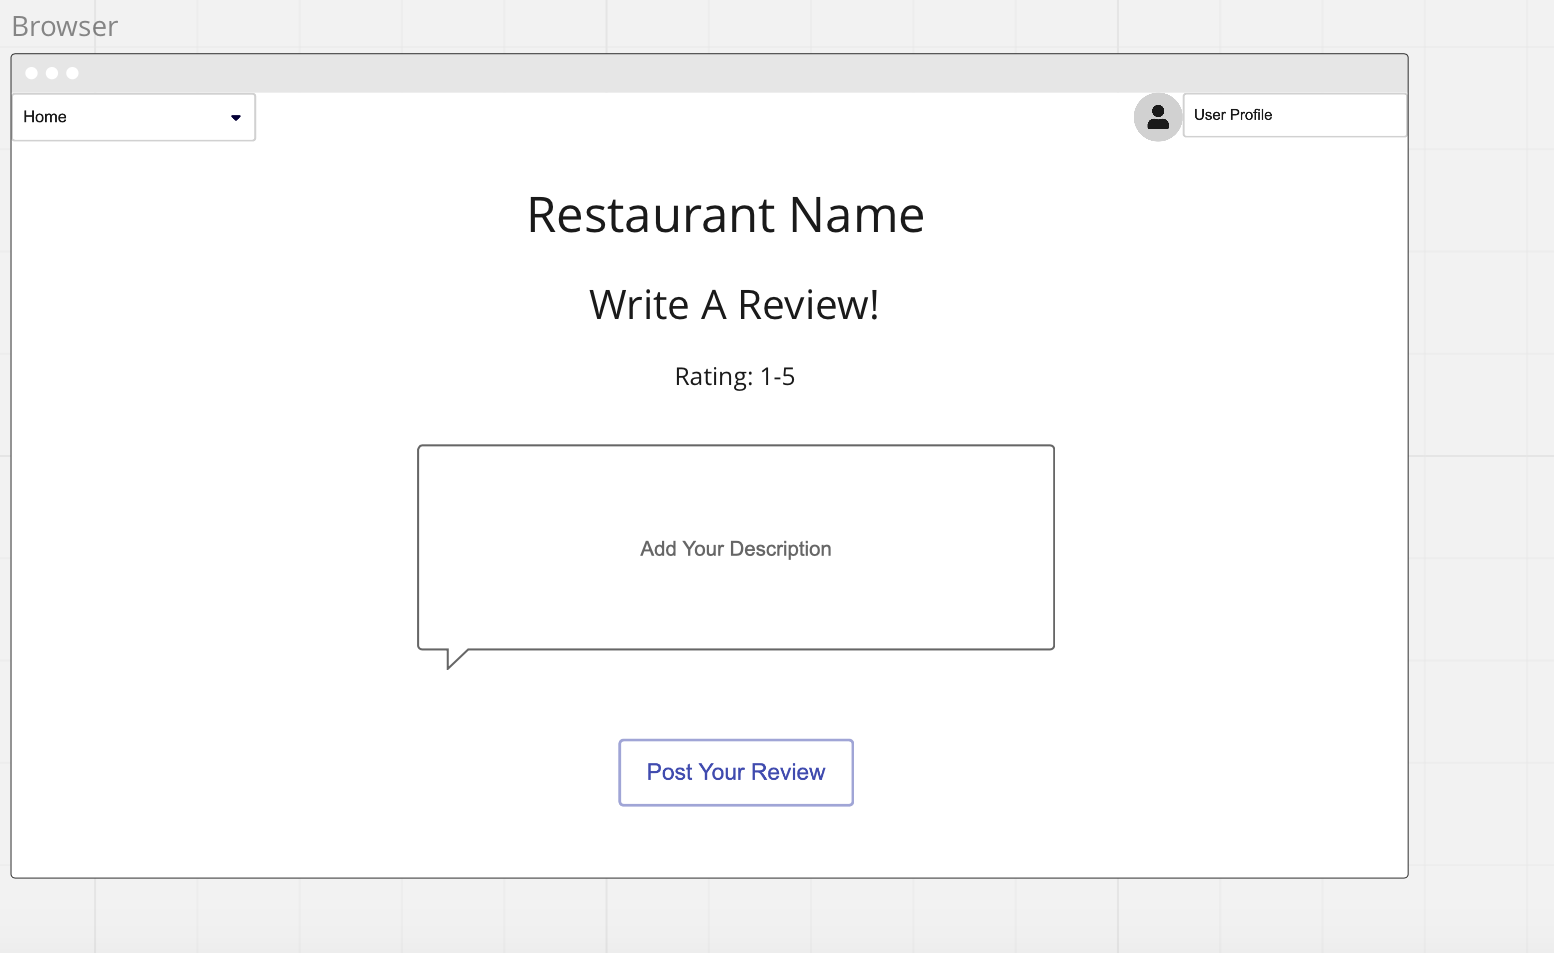 Browser
Home
User Profile
Restaurant Name
Write A Review!
Rating: 1-5
Add Your Description
Post Your Review